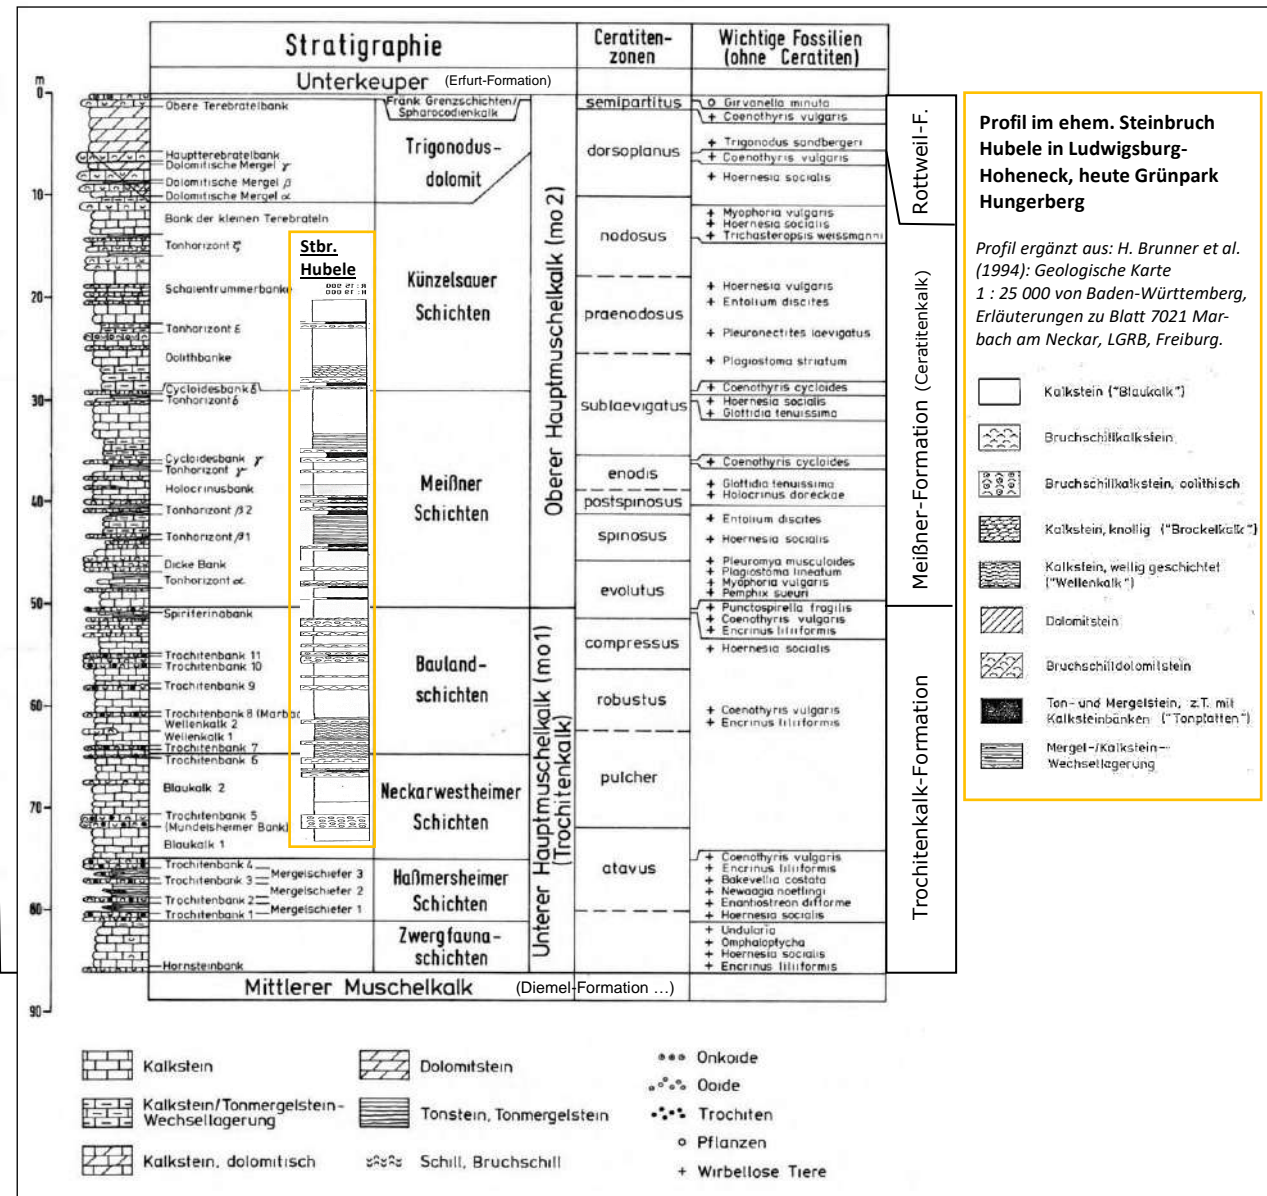 Stratigraphie
Ceratiten-
zonen
Wichtige Fossilien
(ohne Ceratiten)
Unterkeuper (Erfurt-Formation)
m
0
10
20
30
40
50
60
70
80
90
Obere Terebratelbank
Haupt­terebratelbank
Dolomitische Mergel γ
Dolomitische Mergel β
Dolomitische Mergel α
Bank der kleinen Terebrateln
Tonhorizont ζ
Schalentrummerbanke
Tonhorizont ε
Oolithbanke
Cycloidesbank δ
Tonhorizont δ
Cycloidesbank γ
Tonhorizont γ
Holocrinusbank
Tonhorizont β2
Tonhorizont β1
Dicke Bank
Tonhorizont α
Spiriferinabank
Trochitenbank 11
Trochitenbank 10
Trochitenbank 9
Trochitenbank 8 (Marbac
Wellenkalk 2
Wellenkalk 1
Trochitenbank 7
Trochitenbank 6
Blaukalk 2
Trochitenbank 5
(Mundelsheimer Bank)
Blaukalk 1
Trochitenbank 4
Mergelschiefer 3
Trochitenbank 3
Mergelschiefer 2
Trochitenbank 2
Mergelschiefer 1
Trochitenbank 1
Hornsteinbank
Stbr.
Hubele
Frank Grenzschichten/
Spharocodienkalk
Trigonodus-
dolomit
Künzelsauer
Schichten
Meißner
Schichten
Bauland-
schichten
Neckarwestheimer
Schichten
Haßmersheimer
Schichten
Zwergfauna-
schichten
Oberer Hauptmuschelkalk (mo2)
Unterer Hauptmuschelkalk (mo1)
(Trochitenkalk)
semipartitus
dorsoplanus
nodosus
praenodosus
sublaevigatus
enodis
postspinosus
spinosus
evolutus
compressus
robustus
pulcher
atavus
o Girvanella minuta
+ Coenothyris vulgaris
+ Trigonodus sandbergeri
+ Coenothyris vulgaris
+ Hoernesia socialis
+ Myophoria vulgaris
+ Hoernesia socialis
+ Trichasteropsis weissmanni
+ Hoernesia vulgaris
+ Entolium discites
+ Pleuronectites laevigatus
+ Plagiostoma striatum
+ Coenothyris cycloides
+ Hoernesia socialis
+ Glottidia tenuissima
+ Coenothyris cycloides
+ Glottidia tenuissima
+ Holocrinus doreckae
+ Entolium discites
+ Hoernesia socialis
+ Pleuromya musculoides
+ Plagiostoma lineatum
+ Myophoria vulgaris
+ Pemphix sueuri
+ Punctospirella fragilis
+ Coenothyris vulgaris
+ Encrinus liliiformis
+ Hoernesia socialis
+ Coenothyris vulgaris
+ Encrinus liliiformis
+ Coenothyris vulgaris
+ Encrinus liliiformis
+ Bakevellia costata
+ Newaagia noetlingi
+ Enantiostreon difforme
+ Hoernesia socialis
+ Undularia
+ Omphaloptycha
+ Hoernesia socialis
+ Encrinus liliiformis
Rottweil-F.
Meißner-Formation (Ceratitenkalk)
Trochitenkalk-Formation
Mittlerer Muschelkalk (Diemel-Formation …)
Profil im ehem. Steinbruch
Hubele in Ludwigsburg-
Hoheneck, heute Grünpark
Hungerberg
Profil ergänzt aus: H. Brunner et al.
(1994): Geologische Karte
1 : 25 000 von Baden-Württemberg,
Erläuterungen zu Blatt 7021 Mar-
bach am Neckar, LGRB, Freiburg.
Kalkstein ("Blaukalk")
Bruchschillkalkstein
Bruchschillkalkstein, oolithisch
Kalkstein, knollig ("Brockelkalk")
Kalkstein, wellig geschichtet
("Wellenkalk")
Dolomitstein
Bruchschilldolomitstein
Ton- und Mergelstein, z.T. mit
Kalksteinbänken ("Tonplatten")
Mergel-/Kalkstein-
Wechsellagerung
Kalkstein
Kalkstein/Tonmergelstein-
Wechsellagerung
Kalkstein, dolomitisch
Dolomitstein
Tonstein, Tonmergelstein
Schill, Bruchschill
Onkoide
Ooide
Trochiten
o Pflanzen
+ Wirbellose Tiere